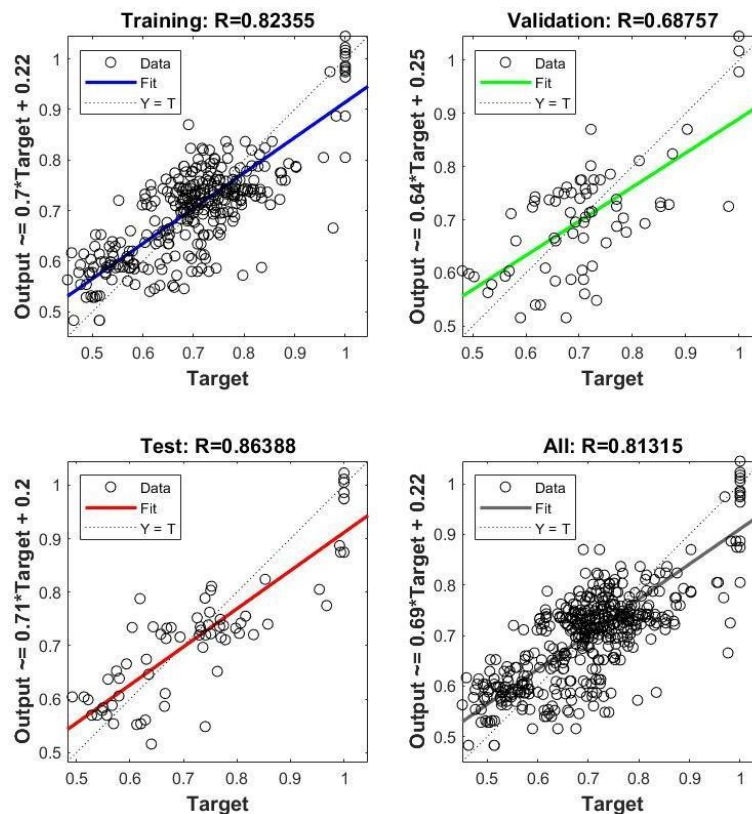 Training: R=0.82355
Output ~= 0.7*Target + 0.22
Data
Fit
Y = T
1
0.9
0.8
0.7
0.6
0.5
0.5 0.6 0.7 0.8 0.9 1
Target
Validation: R=0.68757
Output ~= 0.64*Target + 0.25
Data
Fit
Y = T
1
0.9
0.8
0.7
0.6
0.5
0.5 0.6 0.7 0.8 0.9 1
Target
Test: R=0.86388
Output ~= 0.71*Target + 0.2
Data
Fit
Y = T
1
0.9
0.8
0.7
0.6
0.5
0.5 0.6 0.7 0.8 0.9 1
Target
All: R=0.81315
Output ~= 0.69*Target + 0.22
Data
Fit
Y = T
1
0.9
0.8
0.7
0.6
0.5
0.5 0.6 0.7 0.8 0.9 1
Target